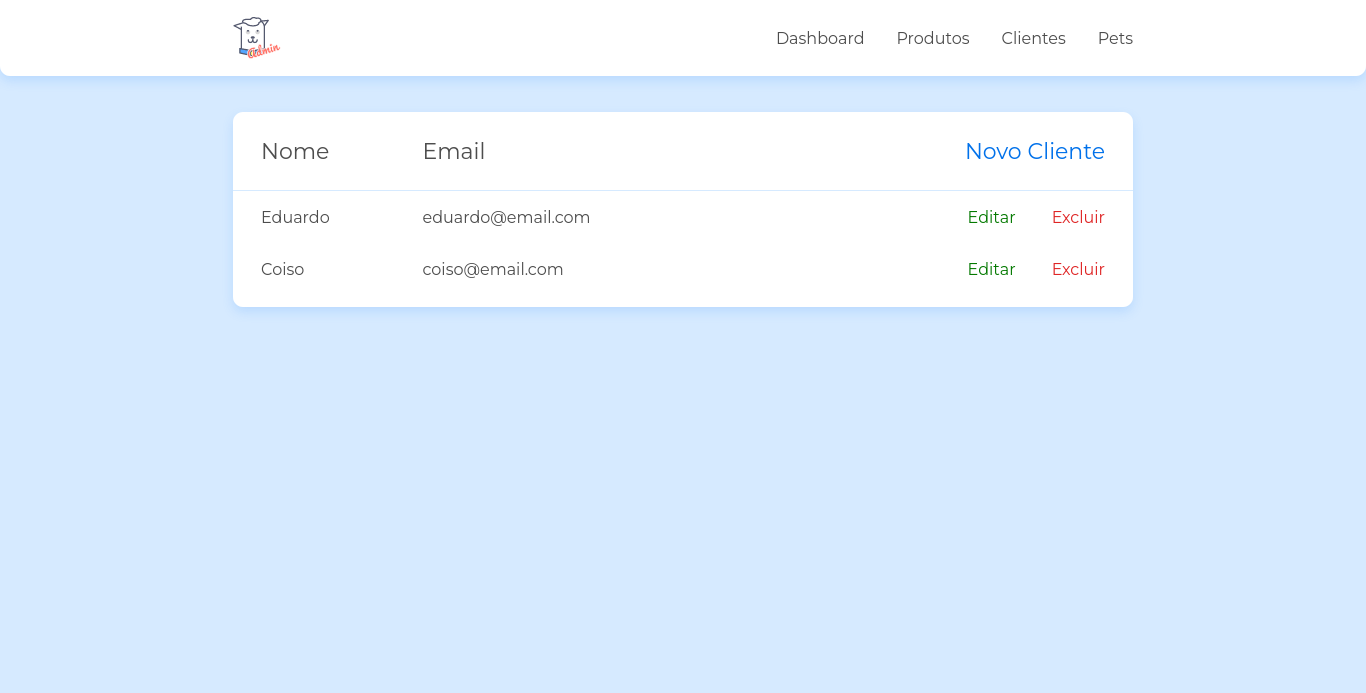 Admin
Dashboard Produtos Clientes Pets
Nome Email Novo Cliente
Eduardo eduardo@email.com Editar Excluir
Coiso coiso@email.com Editar Excluir